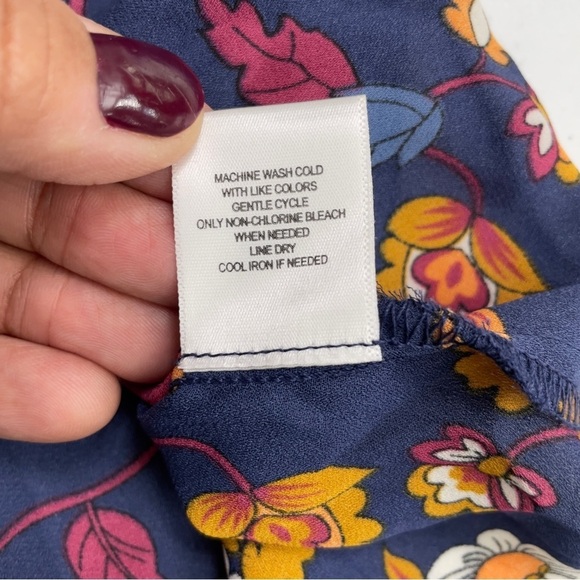 MACHINE WASH COLD
WITH LIKE COLORS
GENTLE CYCLE
ONLY NON-CHLORINE BLEACH
WHEN NEEDED
LINE DRY
COOL IRON IF NEEDED